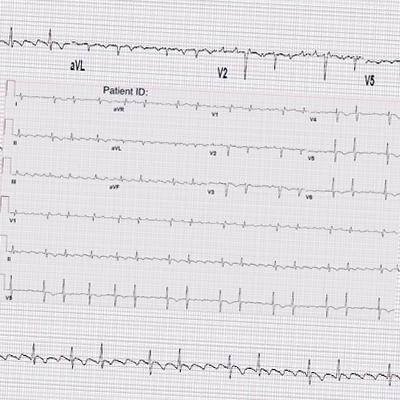 aVL V2 V5
Patient ID:
I aVR V1 V4
II aVL V2 V5
III aVF V3 V6
V1
II
V5